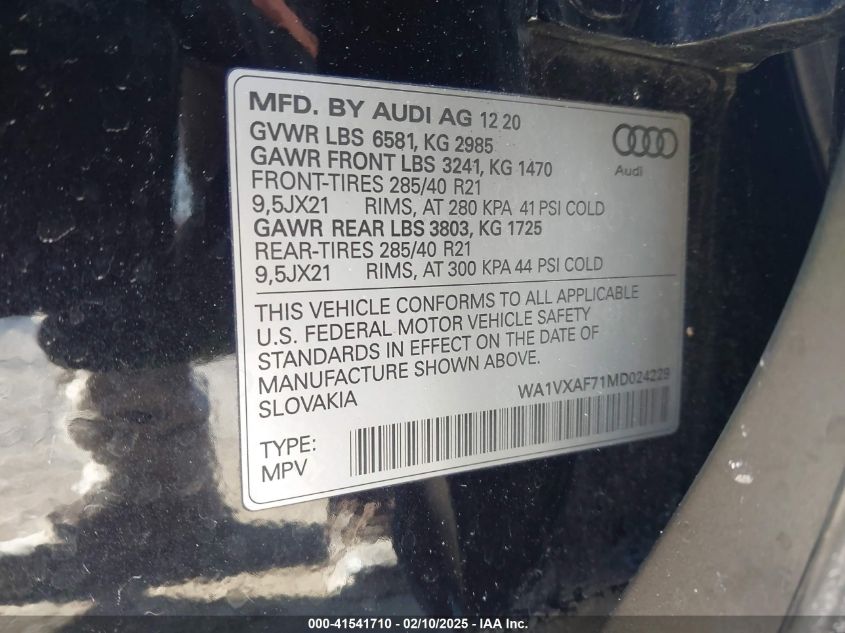 MFD. BY AUDI AG 12 20
GVWR LBS 6581, KG 2985
GAWR FRONT LBS 3241, KG 1470
FRONT-TIRES 285/40 R21
9,5JX21 RIMS, AT 280 KPA 41 PSI COLD
GAWR REAR LBS 3803, KG 1725
REAR-TIRES 285/40 R21
9,5JX21 RIMS, AT 300 KPA 44 PSI COLD
Audi
THIS VEHICLE CONFORMS TO ALL APPLICABLE
U.S. FEDERAL MOTOR VEHICLE SAFETY
STANDARDS IN EFFECT ON THE DATE OF
MANUFACTURE SHOWN ABOVE.
SLOVAKIA
WA1VXAF71MD024229
TYPE:
MPV
000-41541710 - 02/10/2025 - IAA Inc.